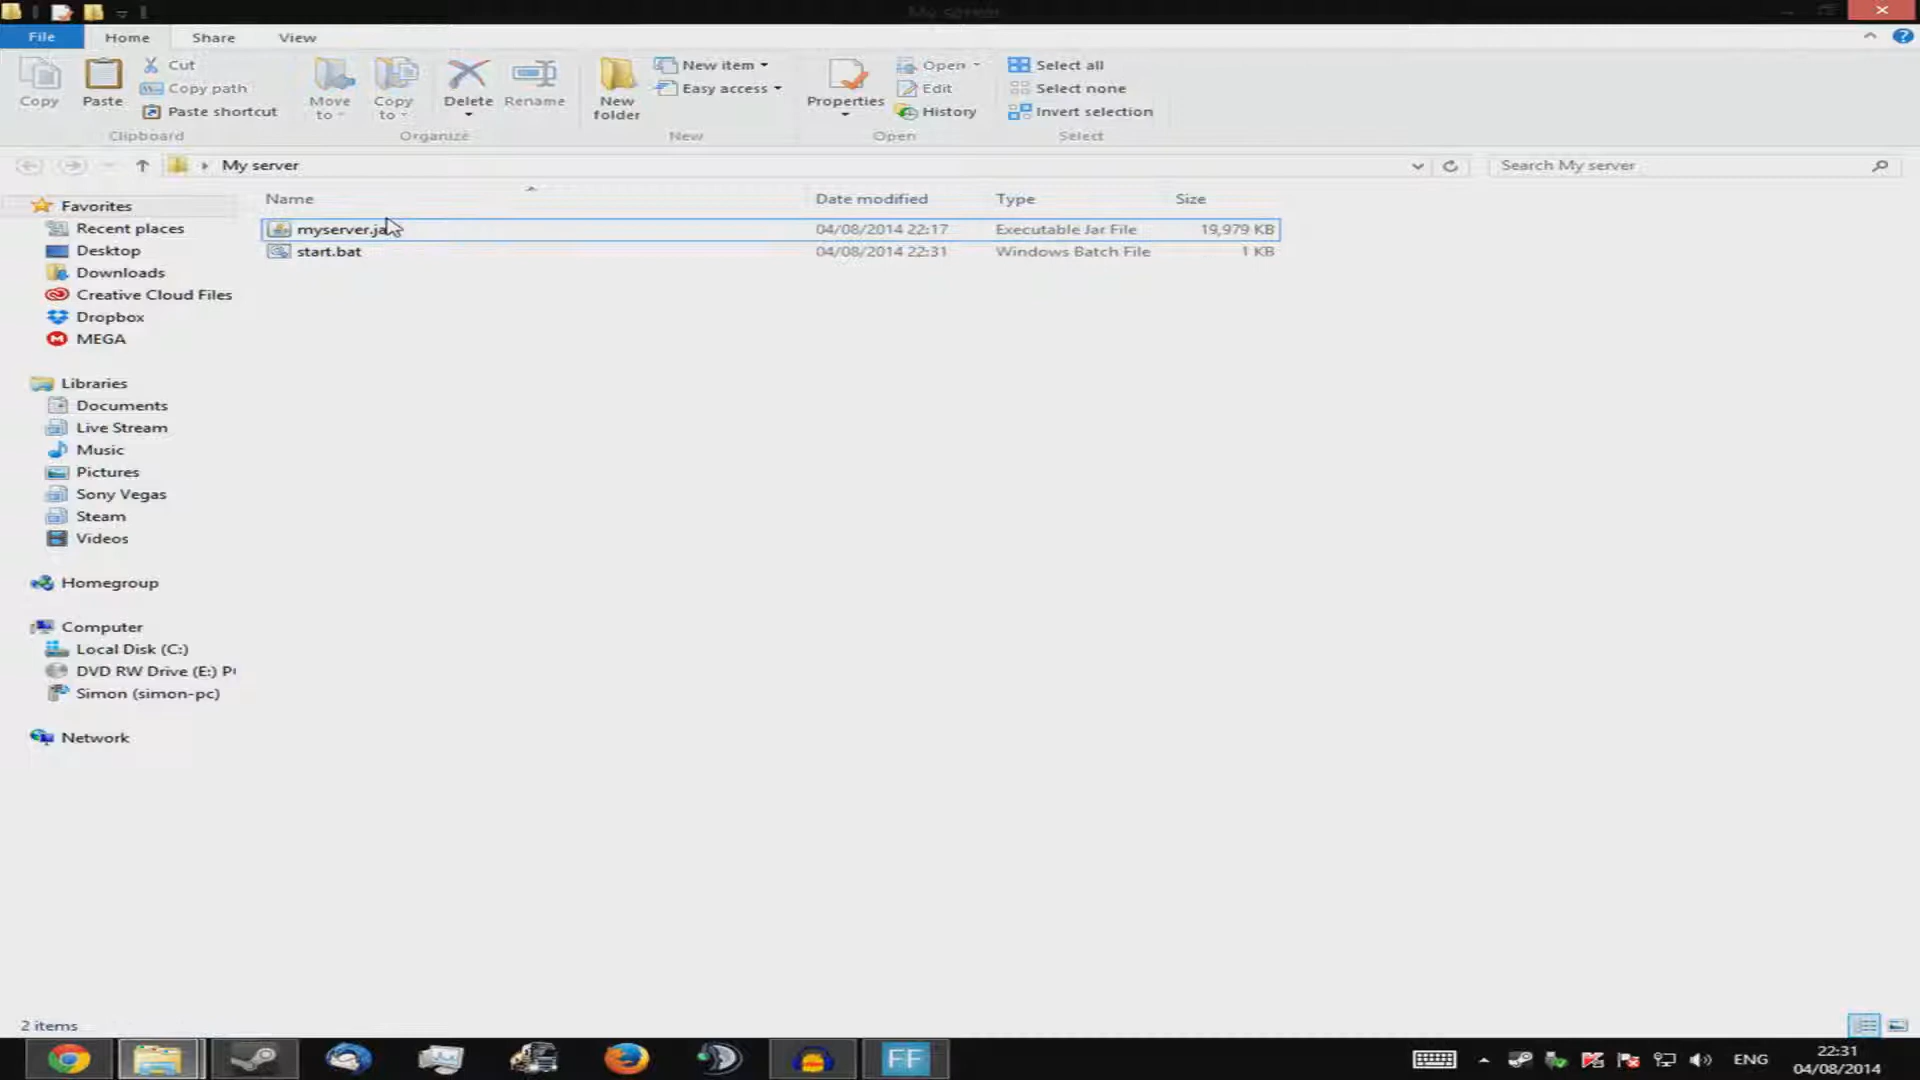 My server
File Home Share View
Copy
Paste
Cut
Copy path
Paste shortcut
Clipboard
Move to
Copy to
Delete
Rename
Organize
New folder
New item
Easy access
New
Properties
Open
Edit
History
Open
Select all
Select none
Invert selection
Select
My server
Search My server
Name Date modified Type Size
myserver.ja 04/08/2014 22:17 Executable Jar File 19,979 KB
start.bat 04/08/2014 22:31 Windows Batch File 1 KB
Favorites
Recent places
Desktop
Downloads
Creative Cloud Files
Dropbox
MEGA
Libraries
Documents
Live Stream
Music
Pictures
Sony Vegas
Steam
Videos
Homegroup
Computer
Local Disk (C:)
DVD RW Drive (E:) P
Simon (simon-pc)
Network
2 items
FF
ENG
22:31
04/08/2014